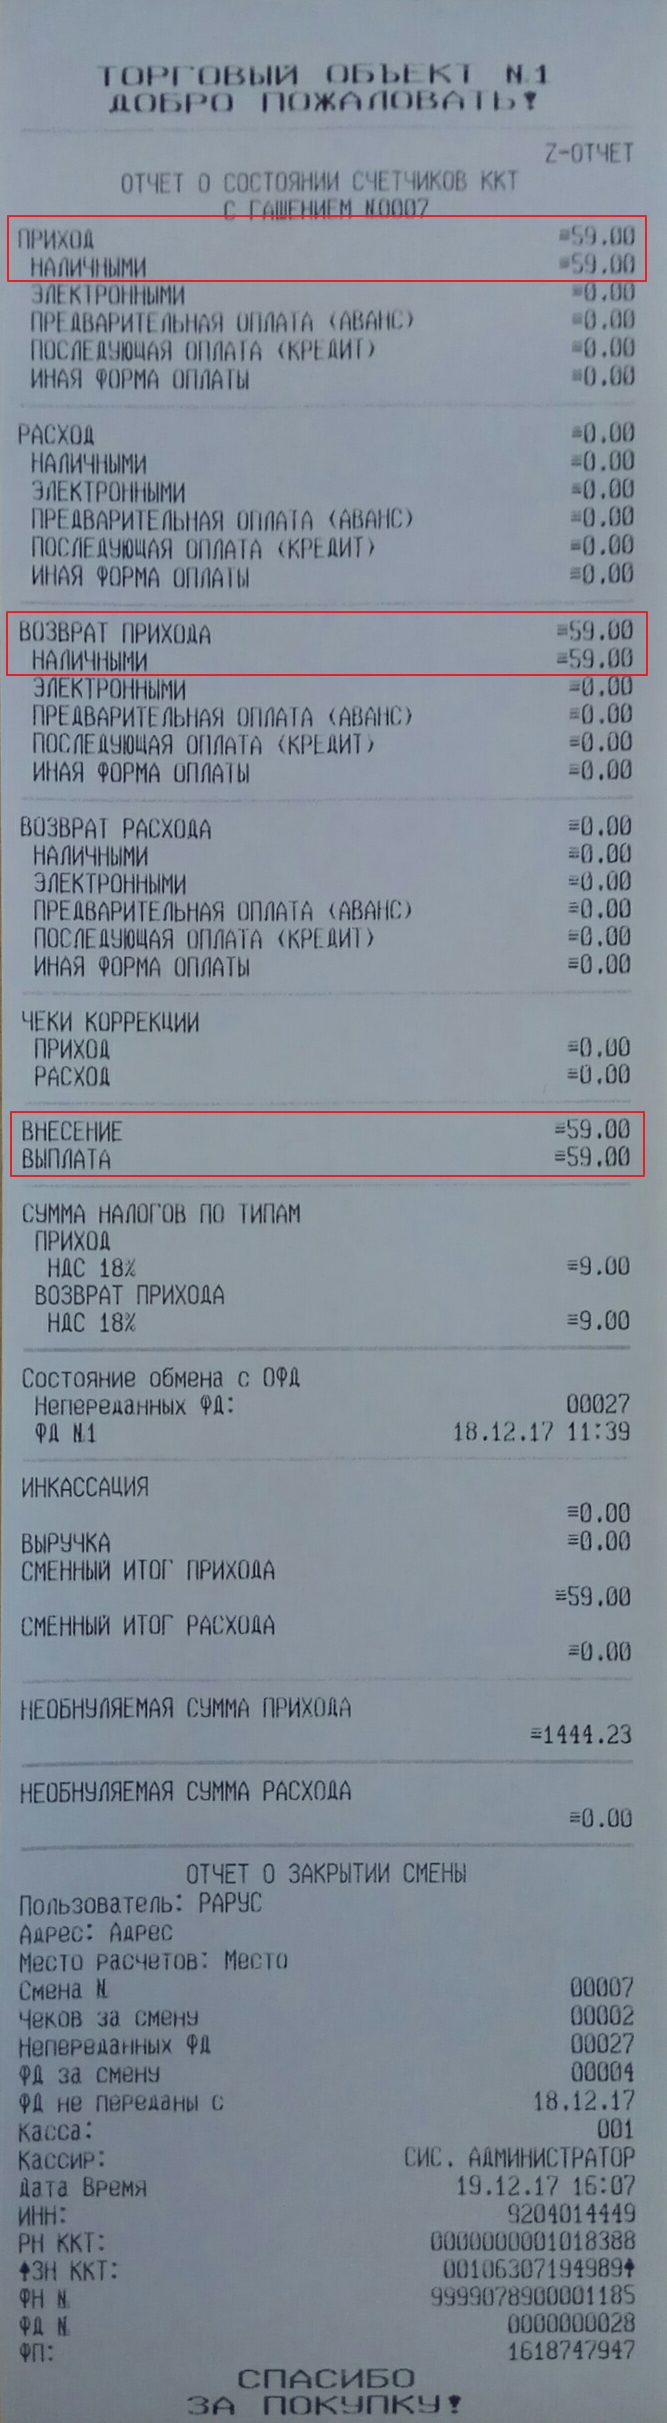 ТОРГОВЫЙ ОБЪЕКТ №1
ДОБРО ПОЖАЛОВАТЬ!
Z-ОТЧЕТ
ОТЧЕТ О СОСТОЯНИИ СЧЕТЧИКОВ ККТ
С ГАШЕНИЕМ №0007
ПРИХОД ≡59.00
НАЛИЧНЫМИ ≡59.00
ЭЛЕКТРОННЫМИ ≡0.00
ПРЕДВАРИТЕЛЬНАЯ ОПЛАТА (АВАНС) ≡0.00
ПОСЛЕДУЮЩАЯ ОПЛАТА (КРЕДИТ) ≡0.00
ИНАЯ ФОРМА ОПЛАТЫ ≡0.00
РАСХОД ≡0.00
НАЛИЧНЫМИ ≡0.00
ЭЛЕКТРОННЫМИ ≡0.00
ПРЕДВАРИТЕЛЬНАЯ ОПЛАТА (АВАНС) ≡0.00
ПОСЛЕДУЮЩАЯ ОПЛАТА (КРЕДИТ) ≡0.00
ИНАЯ ФОРМА ОПЛАТЫ ≡0.00
ВОЗВРАТ ПРИХОДА ≡59.00
НАЛИЧНЫМИ ≡59.00
ЭЛЕКТРОННЫМИ ≡0.00
ПРЕДВАРИТЕЛЬНАЯ ОПЛАТА (АВАНС) ≡0.00
ПОСЛЕДУЮЩАЯ ОПЛАТА (КРЕДИТ) ≡0.00
ИНАЯ ФОРМА ОПЛАТЫ ≡0.00
ВОЗВРАТ РАСХОДА ≡0.00
НАЛИЧНЫМИ ≡0.00
ЭЛЕКТРОННЫМИ ≡0.00
ПРЕДВАРИТЕЛЬНАЯ ОПЛАТА (АВАНС) ≡0.00
ПОСЛЕДУЮЩАЯ ОПЛАТА (КРЕДИТ) ≡0.00
ИНАЯ ФОРМА ОПЛАТЫ ≡0.00
ЧЕКИ КОРРЕКЦИИ
ПРИХОД ≡0.00
РАСХОД ≡0.00
ВНЕСЕНИЕ ≡59.00
ВЫПЛАТА ≡59.00
СУММА НАЛОГОВ ПО ТИПАМ
ПРИХОД
НДС 18% ≡9.00
ВОЗВРАТ ПРИХОДА
НДС 18% ≡9.00
Состояние обмена с ОФД
Непереданных ФД: 00027
ФД №1 18.12.17 11:39
ИНКАССАЦИЯ
≡0.00
ВЫРУЧКА ≡0.00
СМЕННЫЙ ИТОГ ПРИХОДА
≡59.00
СМЕННЫЙ ИТОГ РАСХОДА
≡0.00
НЕОБНУЛЯЕМАЯ СУММА ПРИХОДА
≡1444.23
НЕОБНУЛЯЕМАЯ СУММА РАСХОДА
≡0.00
ОТЧЕТ О ЗАКРЫТИИ СМЕНЫ
Пользователь: РАРУС
Адрес: Адрес
Место расчетов: Место
Смена № 00007
Чеков за смену 00002
Непереданных ФД 00027
ФД за смену 00004
ФД не переданы с 18.12.17
Касса: 001
Кассир: СИС. АДМИНИСТРАТОР
Дата Время 19.12.17 16:07
ИНН: 9204014449
РН ККТ: 0000000001018388
↑ЗН ККТ: 00106307194989↑
ФН № 9999078900001185
ФД № 0000000028
ФП: 1618747947
СПАСИБО
ЗА ПОКУПКУ!